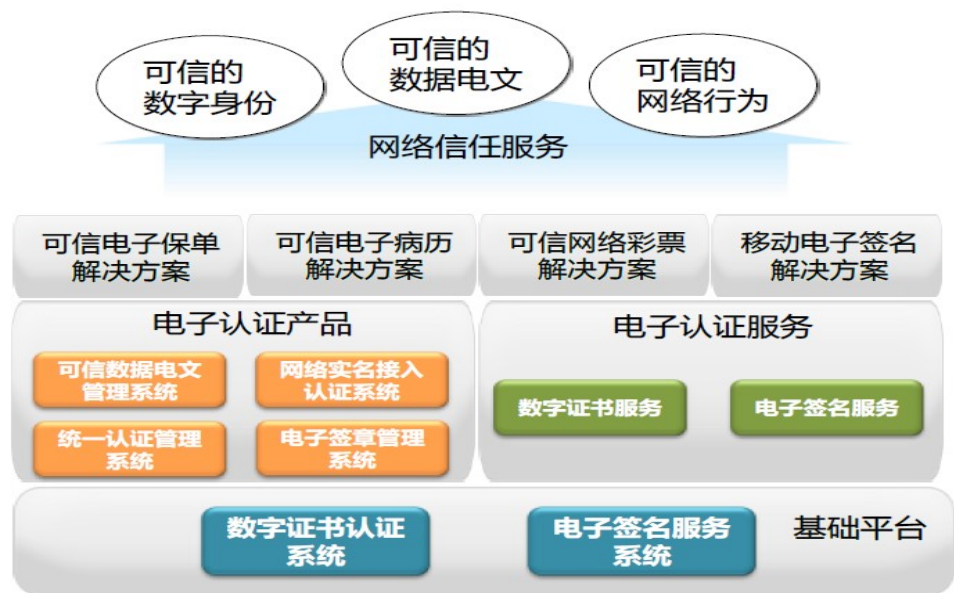 可信的
数字身份
可信的
数据电文
可信的
网络行为
网络信任服务
可信电子保单
解决方案
可信电子病历
解决方案
可信网络彩票
解决方案
移动电子签名
解决方案
电子认证产品
可信数据电文
管理系统
网络实名接入
认证系统
统一认证管理
系统
电子签章管理
系统
电子认证服务
数字证书服务
电子签名服务
数字证书认证
系统
电子签名服务
系统
基础平台